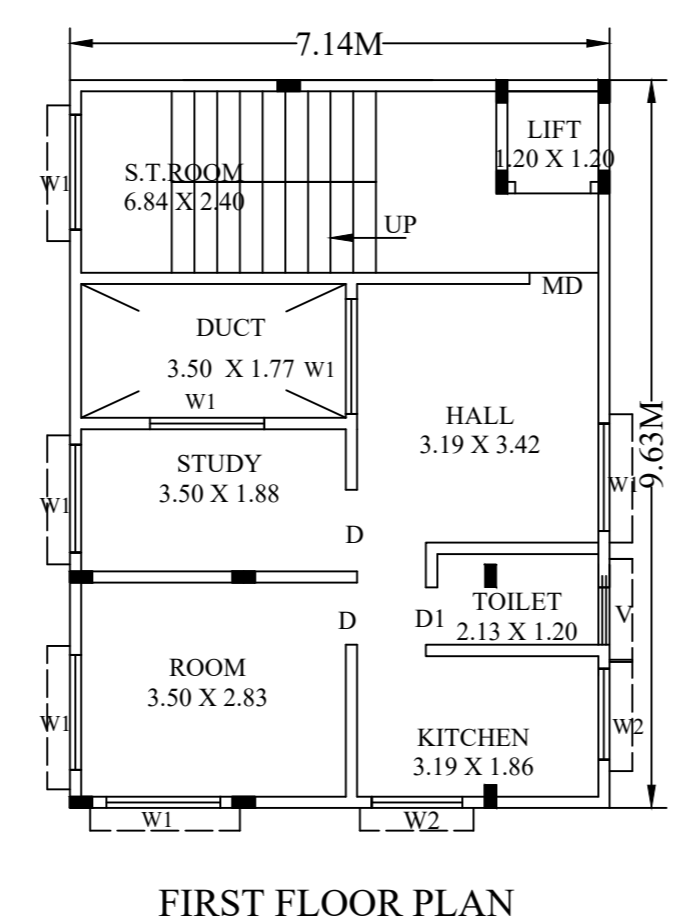 7.14M
LIFT
1.20 X 1.20
W1
S.T.ROOM
6.84 X 2.40
UP
MD
DUCT
3.50 X 1.77
W1
W1
HALL
3.19 X 3.42
9.63M
STUDY
3.50 X 1.88
W1
W1
D
TOILET
2.13 X 1.20
D
D1
V
ROOM
3.50 X 2.83
W1
W2
KITCHEN
3.19 X 1.86
W1
W2
FIRST FLOOR PLAN